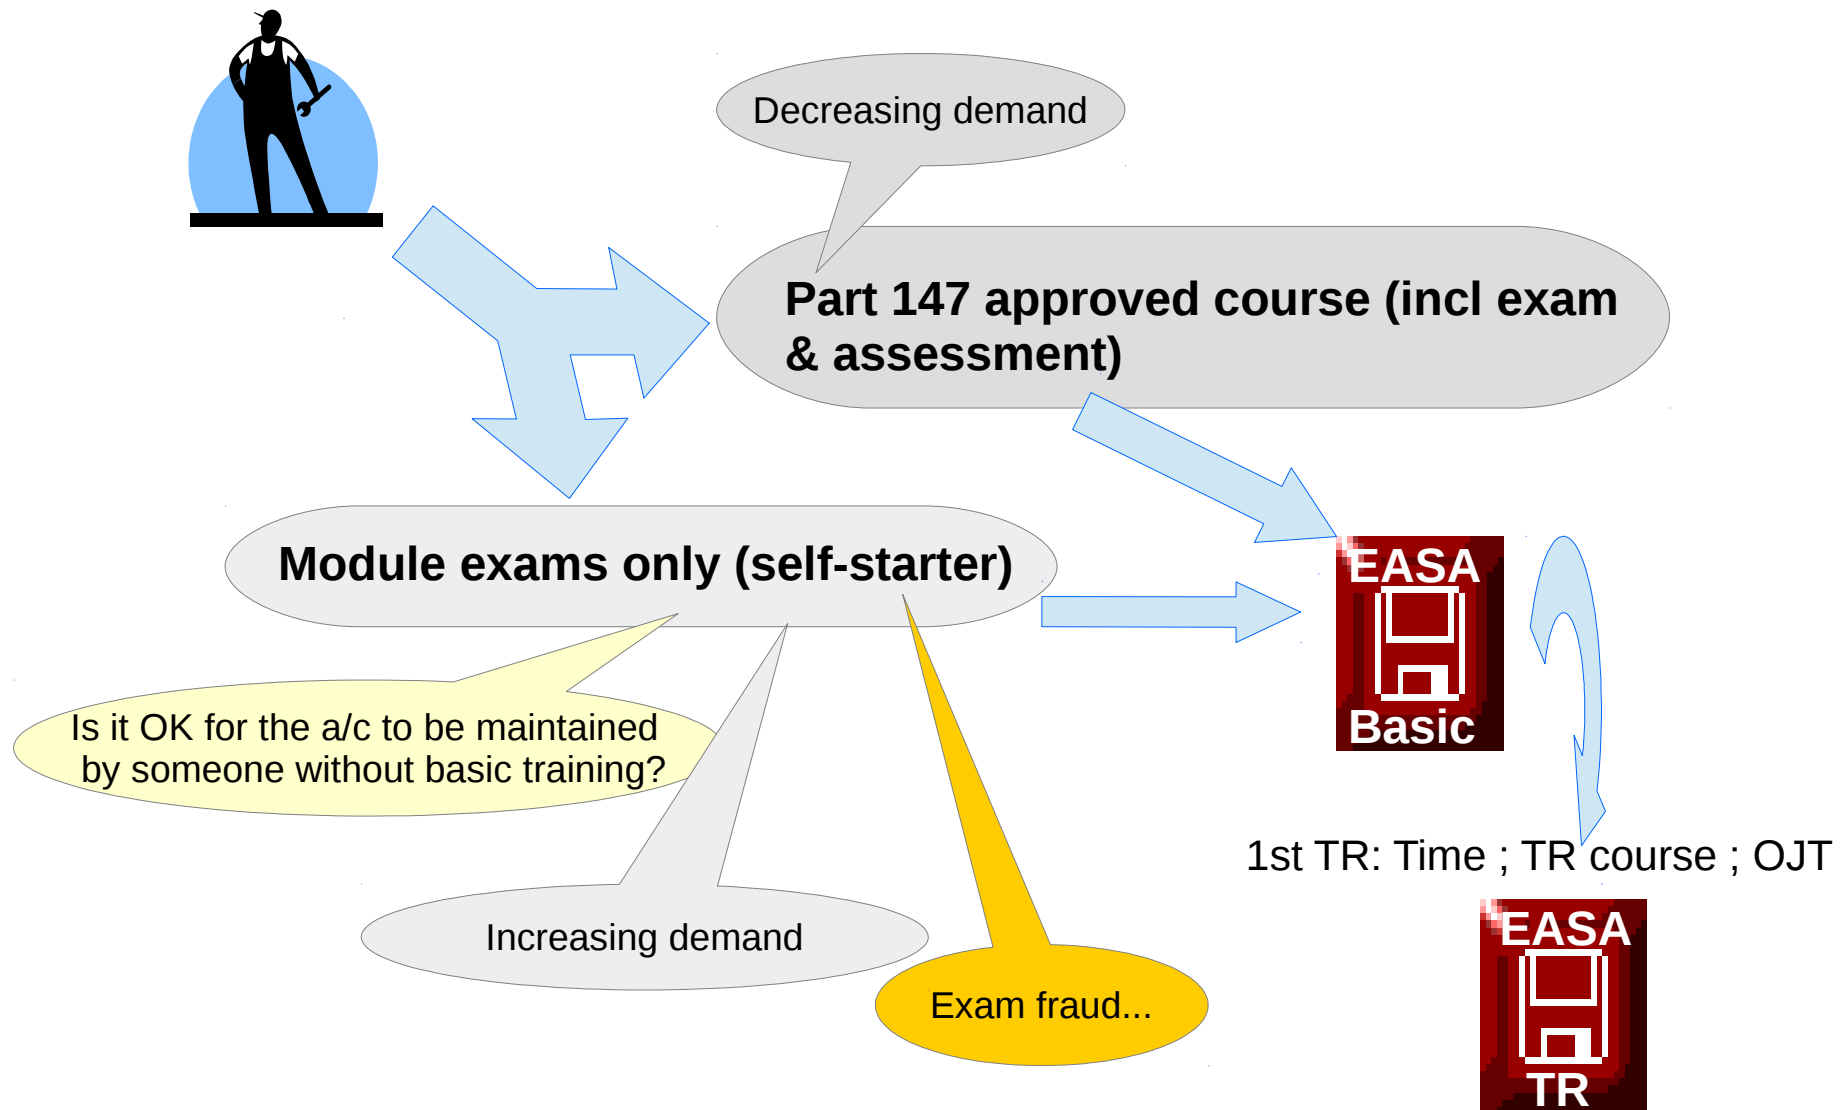 Decreasing demand
Part 147 approved course (incl exam
& assessment)
Module exams only (self-starter)
EASA
Basic
Is it OK for the a/c to be maintained
by someone without basic training?
1st TR: Time ; TR course ; OJT
Increasing demand
EASA
TR
Exam fraud...